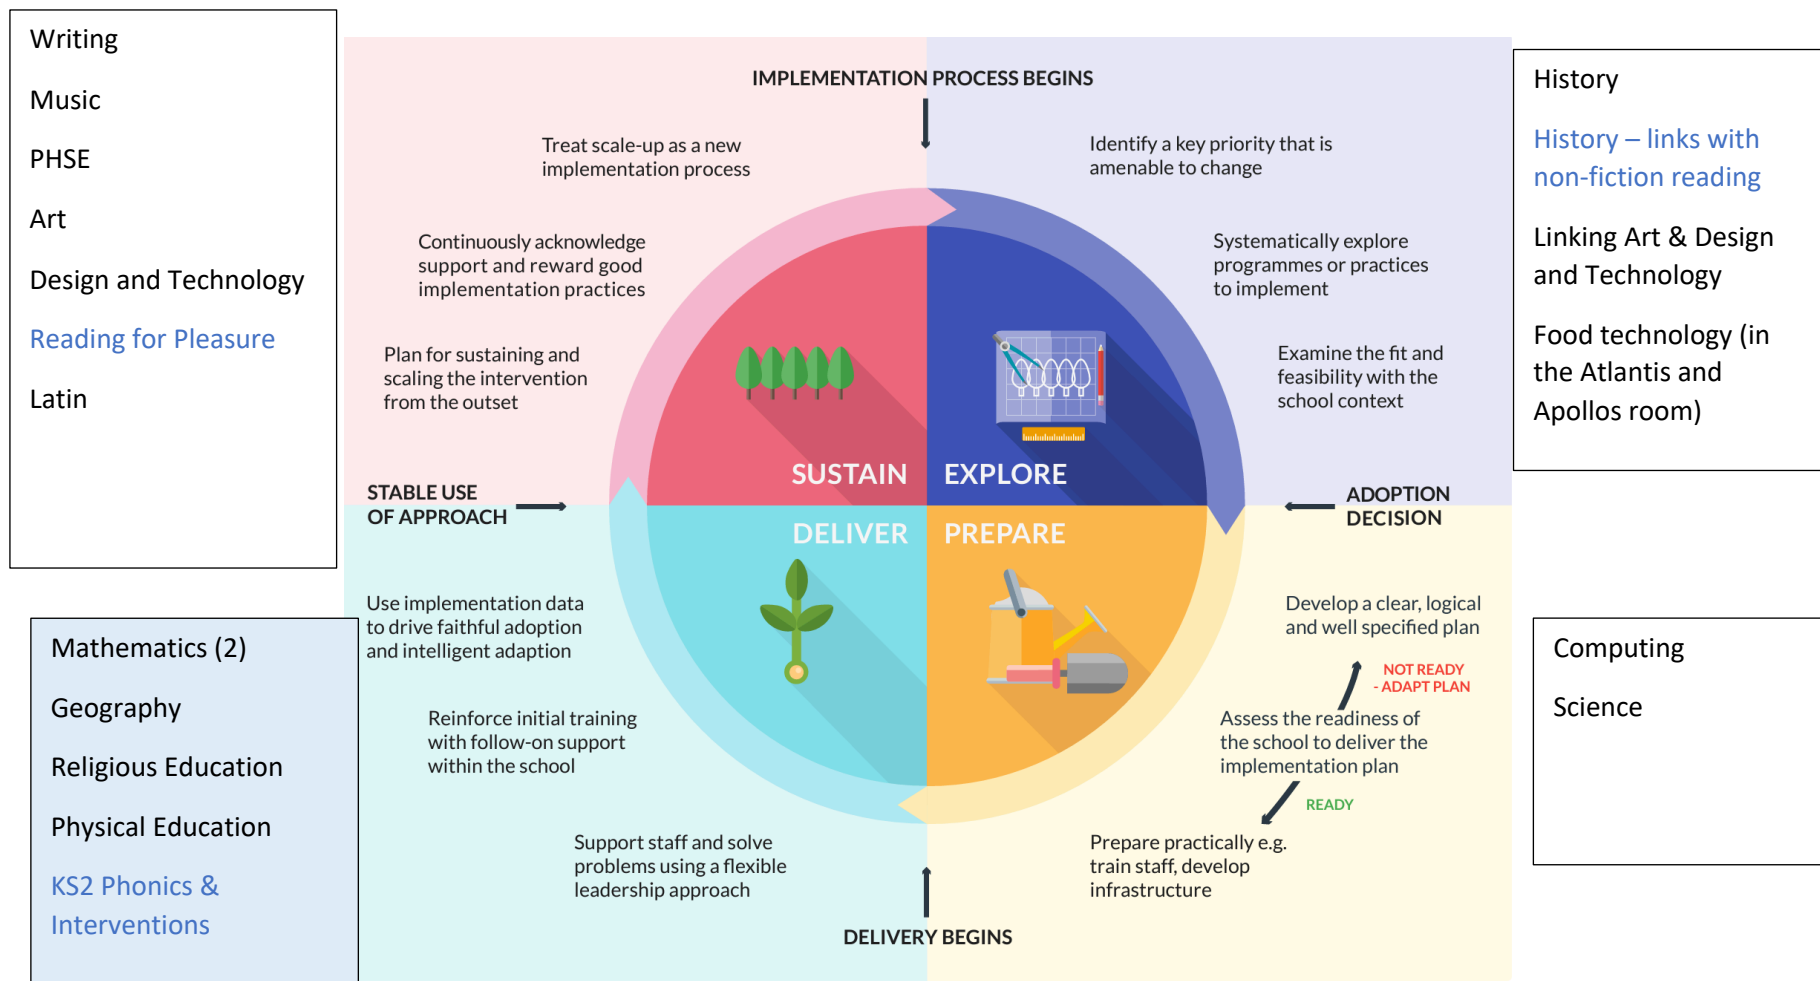 Writing
Music
PHSE
Art
Design and Technology
Reading for Pleasure
Latin
IMPLEMENTATION PROCESS BEGINS
Treat scale-up as a new
implementation process
Continuously acknowledge
support and reward good
implementation practices
Plan for sustaining and
scaling the intervention
from the outset
SUSTAIN
STABLE USE
OF APPROACH
Identify a key priority that is
amenable to change
Systematically explore
programmes or practices
to implement
Examine the fit and
feasibility with the
school context
EXPLORE
ADOPTION
DECISION
History
History – links with
non-fiction reading
Linking Art & Design
and Technology
Food technology (in
the Atlantis and
Apollos room)
Mathematics (2)
Geography
Religious Education
Physical Education
KS2 Phonics &
Interventions
DELIVER
Use implementation data
to drive faithful adoption
and intelligent adaption
Reinforce initial training
with follow-on support
within the school
Support staff and solve
problems using a flexible
leadership approach
DELIVERY BEGINS
PREPARE
Develop a clear, logical
and well specified plan
NOT READY
- ADAPT PLAN
Assess the readiness of
the school to deliver the
implementation plan
READY
Prepare practically e.g.
train staff, develop
infrastructure
Computing
Science